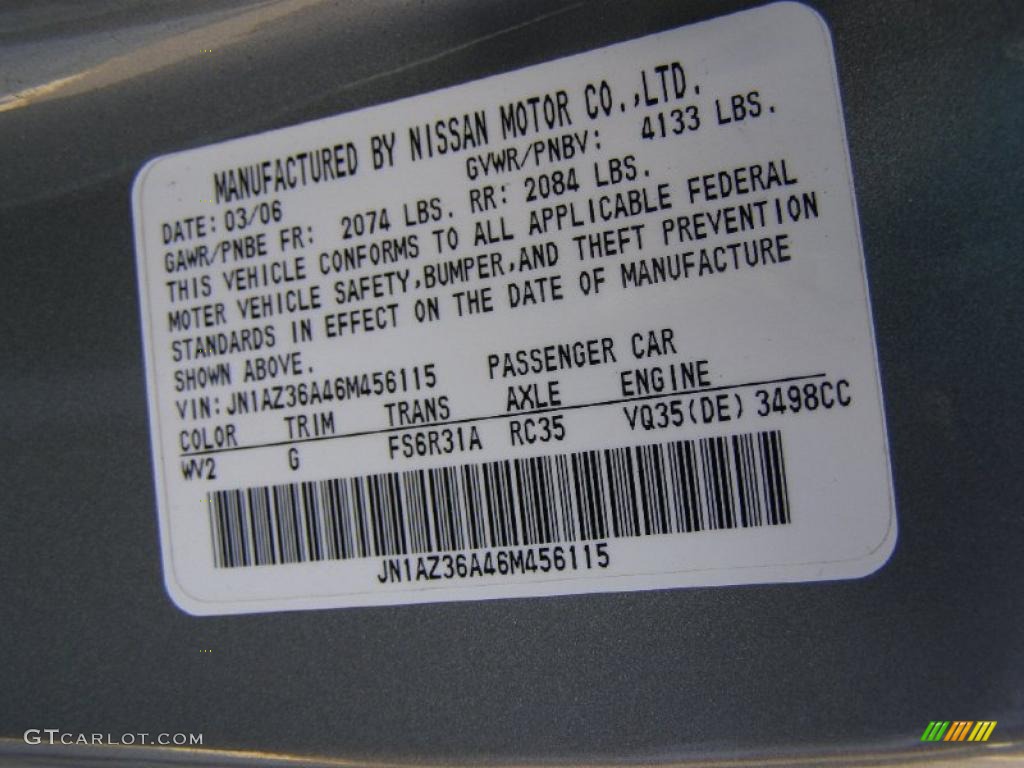 MANUFACTURED BY NISSAN MOTOR CO.,LTD.
DATE: 03/06 GVWR/PNBV: 4133 LBS.
GAWR/PNBE FR: 2074 LBS. RR: 2084 LBS.
THIS VEHICLE CONFORMS TO ALL APPLICABLE FEDERAL
MOTER VEHICLE SAFETY,BUMPER,AND THEFT PREVENTION
STANDARDS IN EFFECT ON THE DATE OF MANUFACTURE
SHOWN ABOVE.
VIN:JN1AZ36A46M456115 PASSENGER CAR
COLOR TRIM TRANS AXLE ENGINE
WV2 G FS6R31A RC35 VQ35(DE) 3498CC
JN1AZ36A46M456115
GTCARLOT.COM